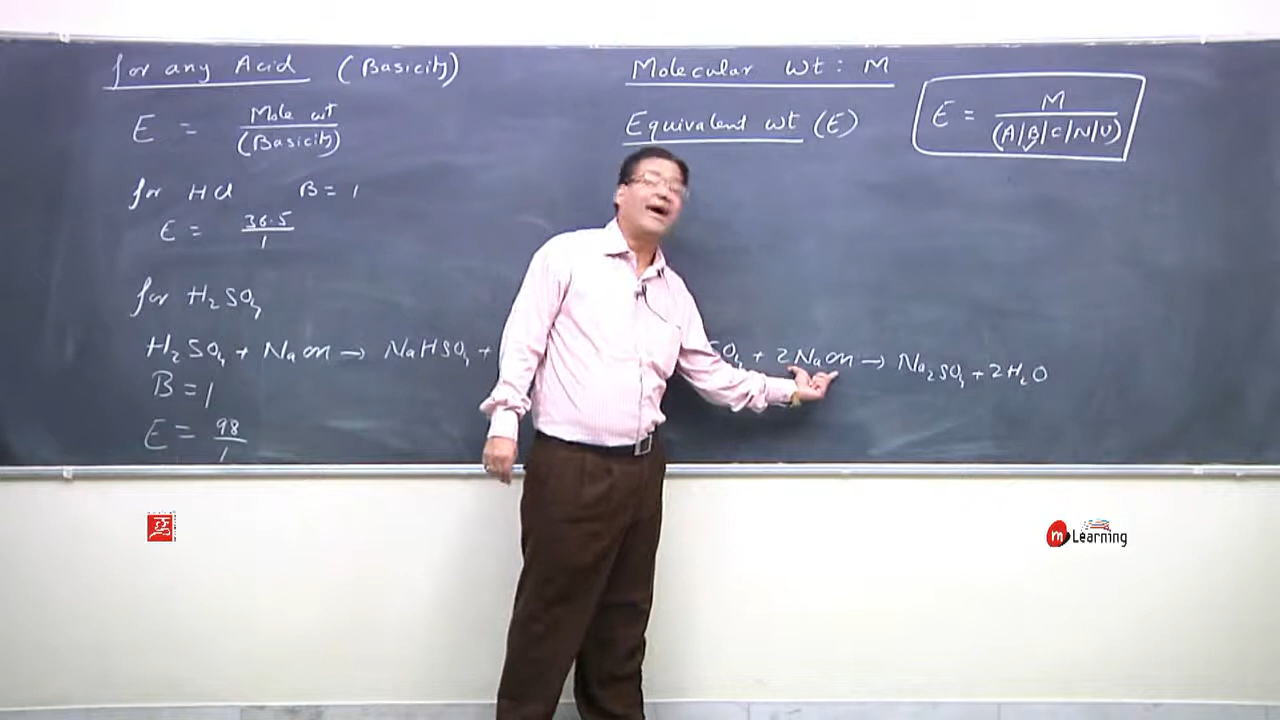 for any Acid (Basicity)
E = Mole wt / (Basicity)
for HCl B = 1
E = 36.5 / 1
for H₂SO₄
H₂SO₄ + NaOH → NaHSO₄ +
B = 1
E = 98 / 1
Molecular wt : M
Equivalent wt (E)
E = M / (A|B|C|N|V)
SO₄ + 2NaOH → Na₂SO₄ + 2H₂O
m Learning